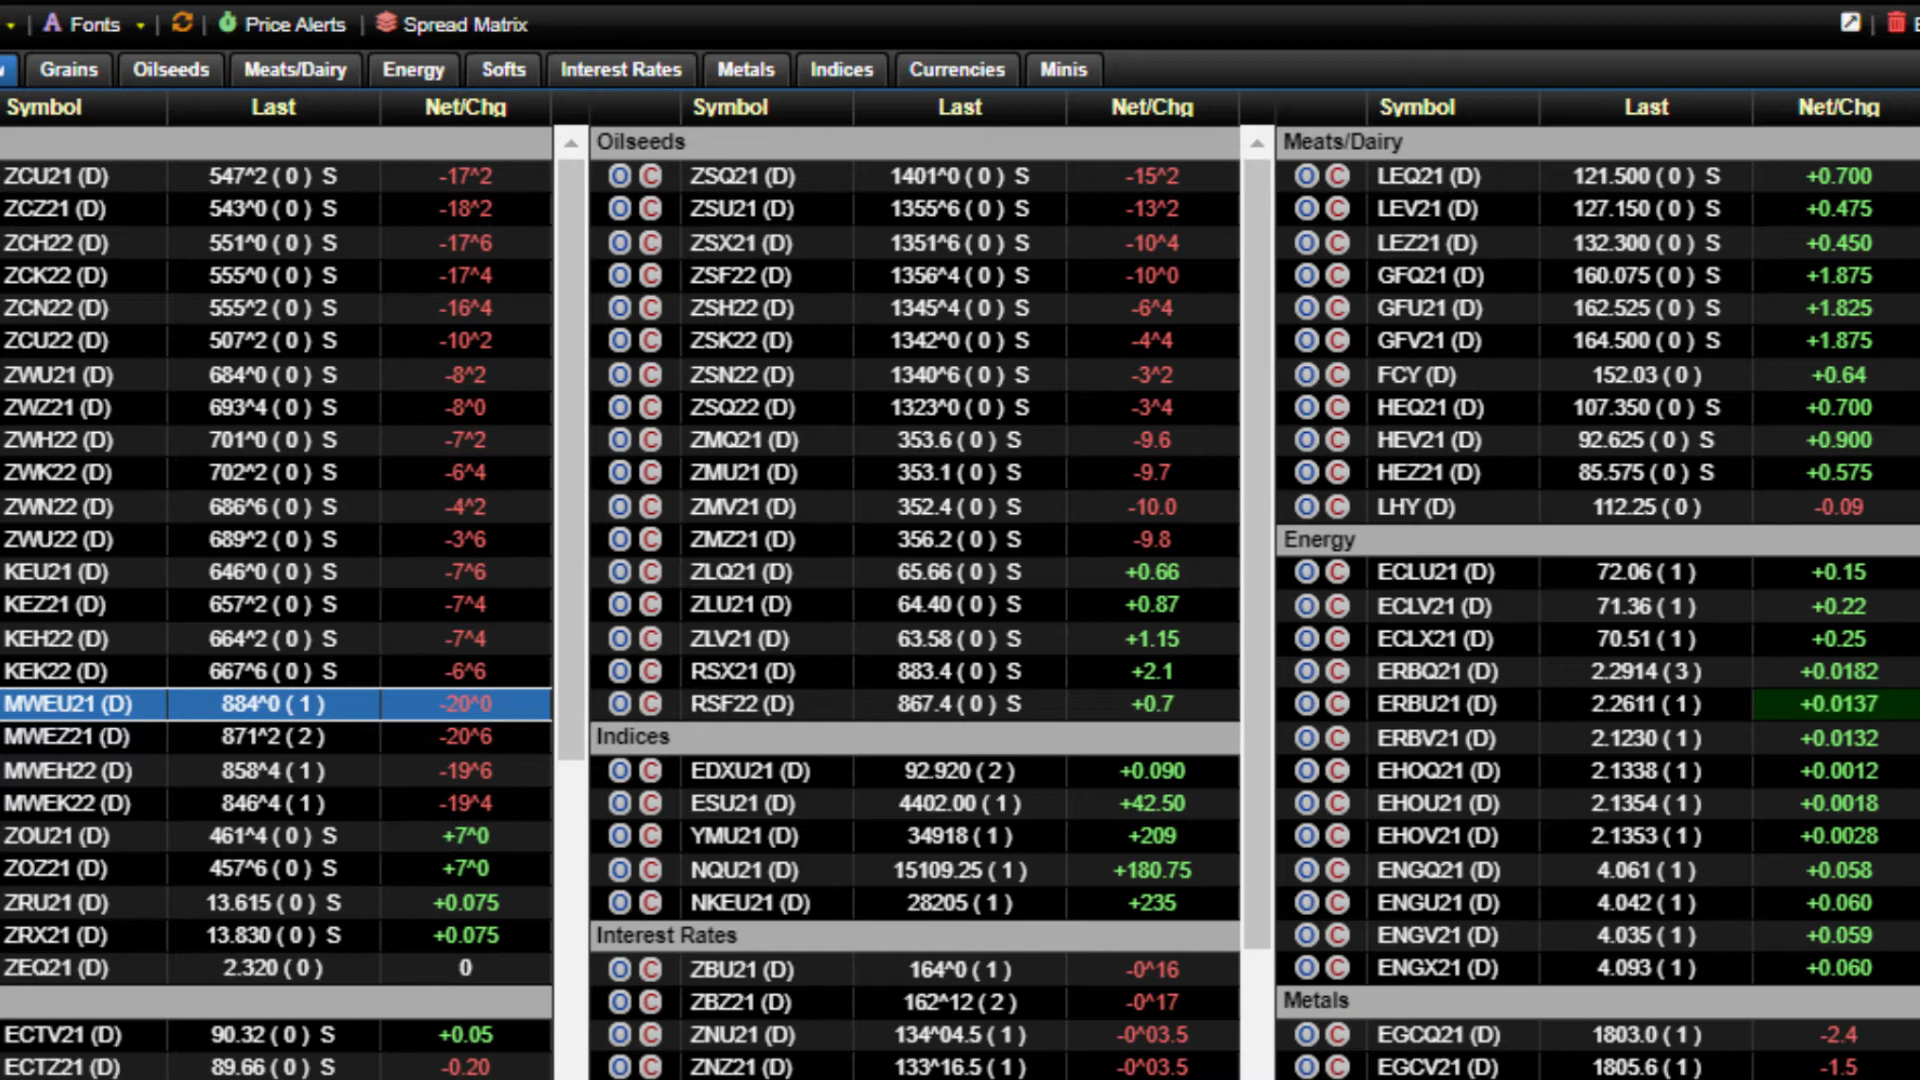 A Fonts Price Alerts Spread Matrix
Grains Oilseeds Meats/Dairy Energy Softs Interest Rates Metals Indices Currencies Minis
Symbol Last Net/Chg
ZCU21 (D) 547^2 ( 0 ) S -17^2
ZCZ21 (D) 543^0 ( 0 ) S -18^2
ZCH22 (D) 551^0 ( 0 ) S -17^6
ZCK22 (D) 555^0 ( 0 ) S -17^4
ZCN22 (D) 555^2 ( 0 ) S -16^4
ZCU22 (D) 507^2 ( 0 ) S -10^2
ZWU21 (D) 684^0 ( 0 ) S -8^2
ZWZ21 (D) 693^4 ( 0 ) S -8^0
ZWH22 (D) 701^0 ( 0 ) S -7^2
ZWK22 (D) 702^2 ( 0 ) S -6^4
ZWN22 (D) 686^6 ( 0 ) S -4^2
ZWU22 (D) 689^2 ( 0 ) S -3^6
KEU21 (D) 646^0 ( 0 ) S -7^6
KEZ21 (D) 657^2 ( 0 ) S -7^4
KEH22 (D) 664^2 ( 0 ) S -7^4
KEK22 (D) 667^6 ( 0 ) S -6^6
MWEU21 (D) 884^0 ( 1 ) -20^0
MWEZ21 (D) 871^2 ( 2 ) -20^6
MWEH22 (D) 858^4 ( 1 ) -19^6
MWEK22 (D) 846^4 ( 1 ) -19^4
ZOU21 (D) 461^4 ( 0 ) S +7^0
ZOZ21 (D) 457^6 ( 0 ) S +7^0
ZRU21 (D) 13.615 ( 0 ) S +0.075
ZRX21 (D) 13.830 ( 0 ) S +0.075
ZEQ21 (D) 2.320 ( 0 ) 0
ECTV21 (D) 90.32 ( 0 ) S +0.05
ECTZ21 (D) 89.66 ( 0 ) S -0.20
Symbol Last Net/Chg
Oilseeds
O C ZSQ21 (D) 1401^0 ( 0 ) S -15^2
O C ZSU21 (D) 1355^6 ( 0 ) S -13^2
O C ZSX21 (D) 1351^6 ( 0 ) S -10^4
O C ZSF22 (D) 1356^4 ( 0 ) S -10^0
O C ZSH22 (D) 1345^4 ( 0 ) S -6^4
O C ZSK22 (D) 1342^0 ( 0 ) S -4^4
O C ZSN22 (D) 1340^6 ( 0 ) S -3^2
O C ZSQ22 (D) 1323^0 ( 0 ) S -3^4
O C ZMQ21 (D) 353.6 ( 0 ) S -9.6
O C ZMU21 (D) 353.1 ( 0 ) S -9.7
O C ZMV21 (D) 352.4 ( 0 ) S -10.0
O C ZMZ21 (D) 356.2 ( 0 ) S -9.8
O C ZLQ21 (D) 65.66 ( 0 ) S +0.66
O C ZLU21 (D) 64.40 ( 0 ) S +0.87
O C ZLV21 (D) 63.58 ( 0 ) S +1.15
O C RSX21 (D) 883.4 ( 0 ) S +2.1
O C RSF22 (D) 867.4 ( 0 ) S +0.7
Indices
O C EDXU21 (D) 92.920 ( 2 ) +0.090
O C ESU21 (D) 4402.00 ( 1 ) +42.50
O C YMU21 (D) 34918 ( 1 ) +209
O C NQU21 (D) 15109.25 ( 1 ) +180.75
O C NKEU21 (D) 28205 ( 1 ) +235
Interest Rates
O C ZBU21 (D) 164^0 ( 1 ) -0^16
O C ZBZ21 (D) 162^12 ( 2 ) -0^17
O C ZNU21 (D) 134^04.5 ( 1 ) -0^03.5
O C ZNZ21 (D) 133^16.5 ( 1 ) -0^03.5
Symbol Last Net/Chg
Meats/Dairy
O C LEQ21 (D) 121.500 ( 0 ) S +0.700
O C LEV21 (D) 127.150 ( 0 ) S +0.475
O C LEZ21 (D) 132.300 ( 0 ) S +0.450
O C GFQ21 (D) 160.075 ( 0 ) S +1.875
O C GFU21 (D) 162.525 ( 0 ) S +1.825
O C GFV21 (D) 164.500 ( 0 ) S +1.875
O C FCY (D) 152.03 ( 0 ) +0.64
O C HEQ21 (D) 107.350 ( 0 ) S +0.700
O C HEV21 (D) 92.625 ( 0 ) S +0.900
O C HEZ21 (D) 85.575 ( 0 ) S +0.575
O C LHY (D) 112.25 ( 0 ) -0.09
Energy
O C ECLU21 (D) 72.06 ( 1 ) +0.15
O C ECLV21 (D) 71.36 ( 1 ) +0.22
O C ECLX21 (D) 70.51 ( 1 ) +0.25
O C ERBQ21 (D) 2.2914 ( 3 ) +0.0182
O C ERBU21 (D) 2.2611 ( 1 ) +0.0137
O C ERBV21 (D) 2.1230 ( 1 ) +0.0132
O C EHOQ21 (D) 2.1338 ( 1 ) +0.0012
O C EHOU21 (D) 2.1354 ( 1 ) +0.0018
O C EHOV21 (D) 2.1353 ( 1 ) +0.0028
O C ENGQ21 (D) 4.061 ( 1 ) +0.058
O C ENGU21 (D) 4.042 ( 1 ) +0.060
O C ENGV21 (D) 4.035 ( 1 ) +0.059
O C ENGX21 (D) 4.093 ( 1 ) +0.060
Metals
O C EGCQ21 (D) 1803.0 ( 1 ) -2.4
O C EGCV21 (D) 1805.6 ( 1 ) -1.5